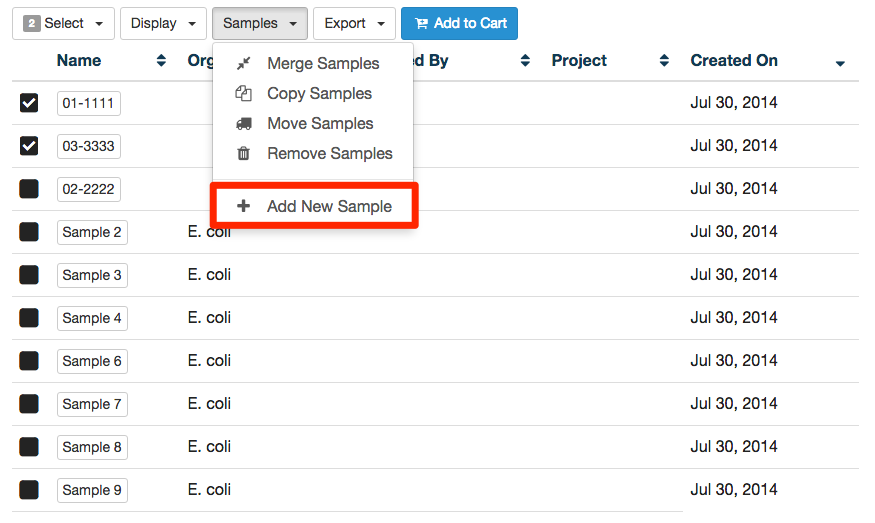 2 Select Display Samples Export Add to Cart
Name Org ed By Project Created On
Merge Samples
Copy Samples
Move Samples
Remove Samples
Add New Sample
01-1111 Jul 30, 2014
03-3333 Jul 30, 2014
02-2222 Jul 30, 2014
Sample 2 E. coli Jul 30, 2014
Sample 3 E. coli Jul 30, 2014
Sample 4 E. coli Jul 30, 2014
Sample 6 E. coli Jul 30, 2014
Sample 7 E. coli Jul 30, 2014
Sample 8 E. coli Jul 30, 2014
Sample 9 E. coli Jul 30, 2014